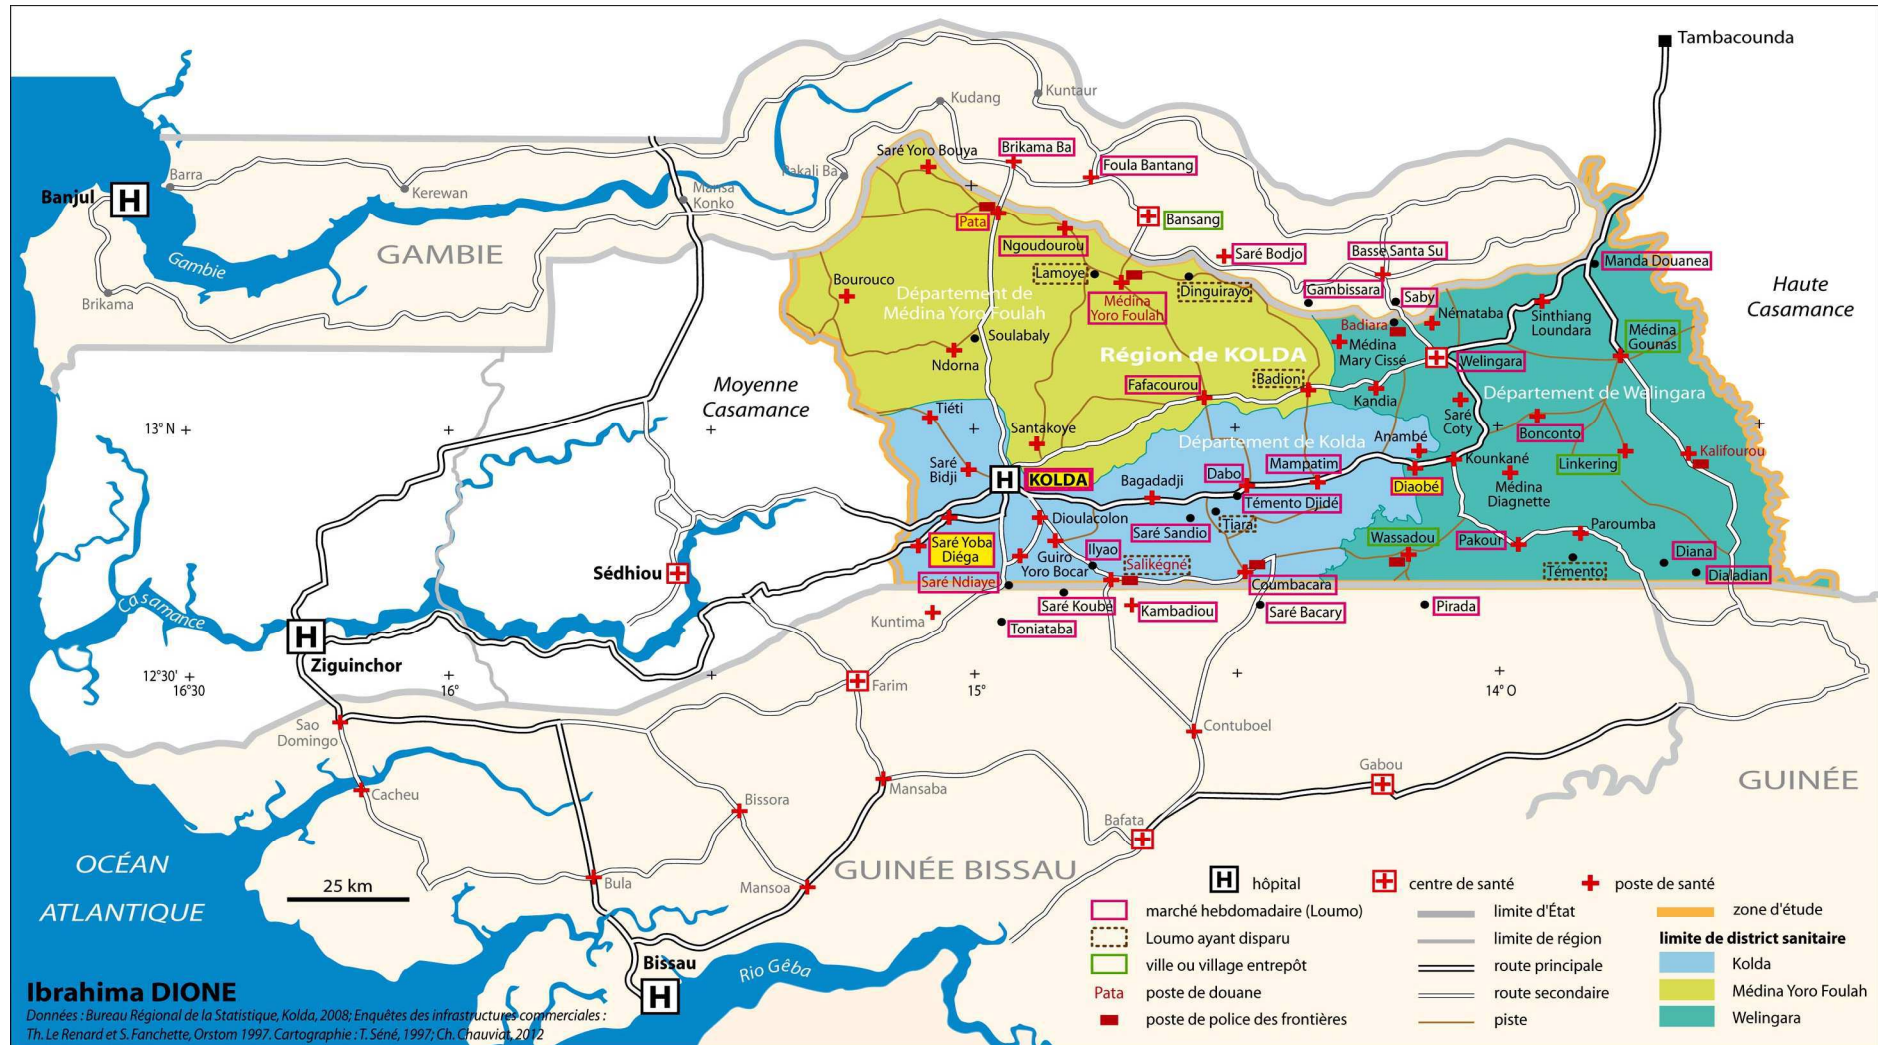 Tambacounda
Kudang
Kuntaur
Saré Yoro Bouya
Brikama Ba
Foula Bantang
Pakali Ba
Barra
Banjul
Kerewan
Mansa
Konko
Pata
Bansang
Ngoudourou
GAMBIE
Gambie
Saré Bodjo
Basse Santa Su
Manda Douanea
Lamoye
Dinguirayo
Gambissara
Saby
Haute
Casamance
Brikama
Bourouco
Département de
Médina Yoro Foulah
Médina
Yoro Foulah
Badiara
Némataba
Sinthiang
Loundara
Médina
Gounas
Soulabaly
Ndorna
Région de KOLDA
Médina
Mary Cissé
Welingara
Moyenne
Casamance
Fafacourou
Badion
Kandia
Département de Welingara
Saré
Coty
Tiéti
13° N
Santakoye
Département de Kolda
Anambé
Bonconto
Kounkané
Linkering
Kalifourou
Saré
Bidji
KOLDA
Bagadadji
Dabo
Mampatim
Diaobé
Médina
Diagnette
Témento Djidé
Dioulacolon
Saré Sandio
Tiara
Saré Yoba
Diéga
Guiro
Yoro Bocar
Ilyao
Salikégné
Wassadou
Pakour
Paroumba
Diana
Témento
Dialadian
Sédhiou
Saré Ndiaye
Coumbacara
Casamance
Kuntima
Saré Koubé
Kambadiou
Saré Bacary
Pirada
Toniataba
Ziguinchor
12°30'
16°30
16°
15°
14° O
Farim
Sao
Domingo
Contuboel
Cacheu
Bissora
Mansaba
Gabou
GUINÉE
Bafata
OCÉAN
ATLANTIQUE
25 km
Bula
Mansoa
GUINÉE BISSAU
Bissau
Rio Gêba
H hôpital
centre de santé
poste de santé
marché hebdomadaire (Loumo)
Loumo ayant disparu
ville ou village entrepôt
Pata poste de douane
poste de police des frontières
limite d'État
limite de région
route principale
route secondaire
piste
zone d'étude
limite de district sanitaire
Kolda
Médina Yoro Foulah
Welingara
Ibrahima DIONE
Données : Bureau Régional de la Statistique, Kolda, 2008; Enquêtes des infrastructures commerciales :
Th. Le Renard et S. Fanchette, Orstom 1997. Cartographie : T. Séné, 1997; Ch. Chauviat, 2012
H
H
H
H